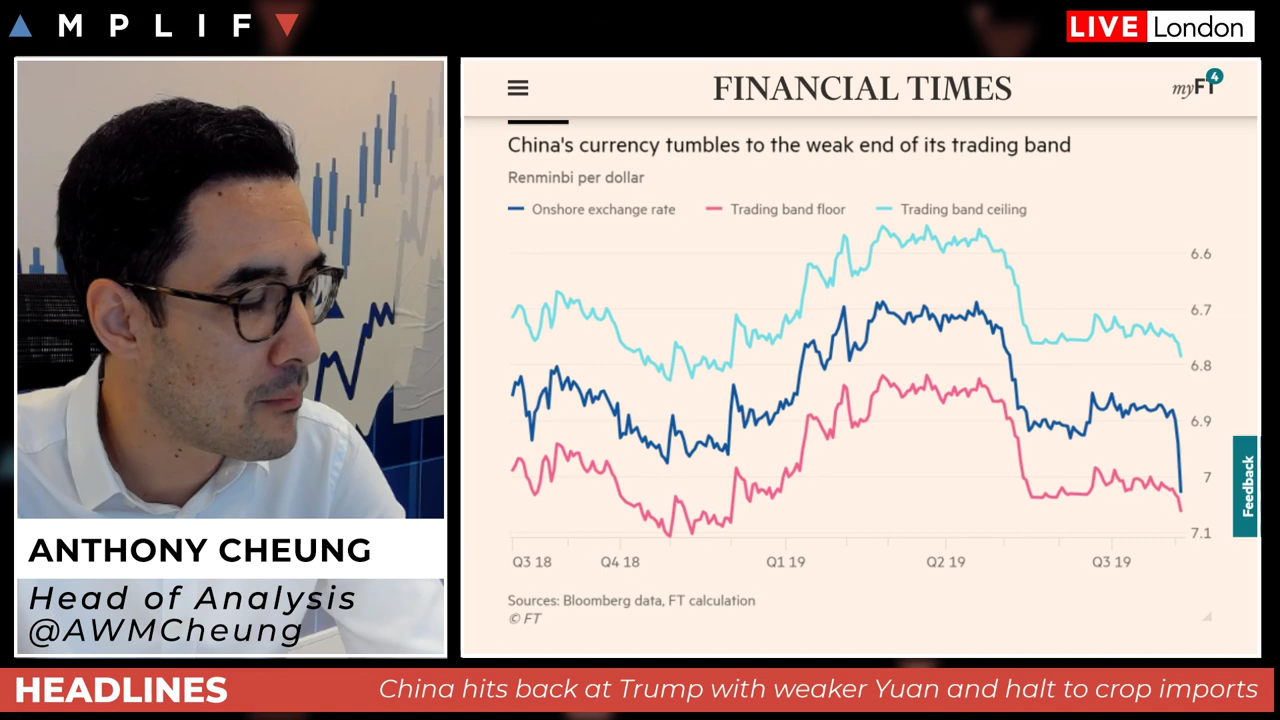 AMPLIFY
LIVE London
FINANCIAL TIMES
myFT 4
China's currency tumbles to the weak end of its trading band
Renminbi per dollar
Onshore exchange rate Trading band floor Trading band ceiling
6.6
6.7
6.8
6.9
7
7.1
Q3 18 Q4 18 Q1 19 Q2 19 Q3 19
Sources: Bloomberg data, FT calculation
© FT
Feedback
ANTHONY CHEUNG
Head of Analysis
@AWMCheung
HEADLINES China hits back at Trump with weaker Yuan and halt to crop imports